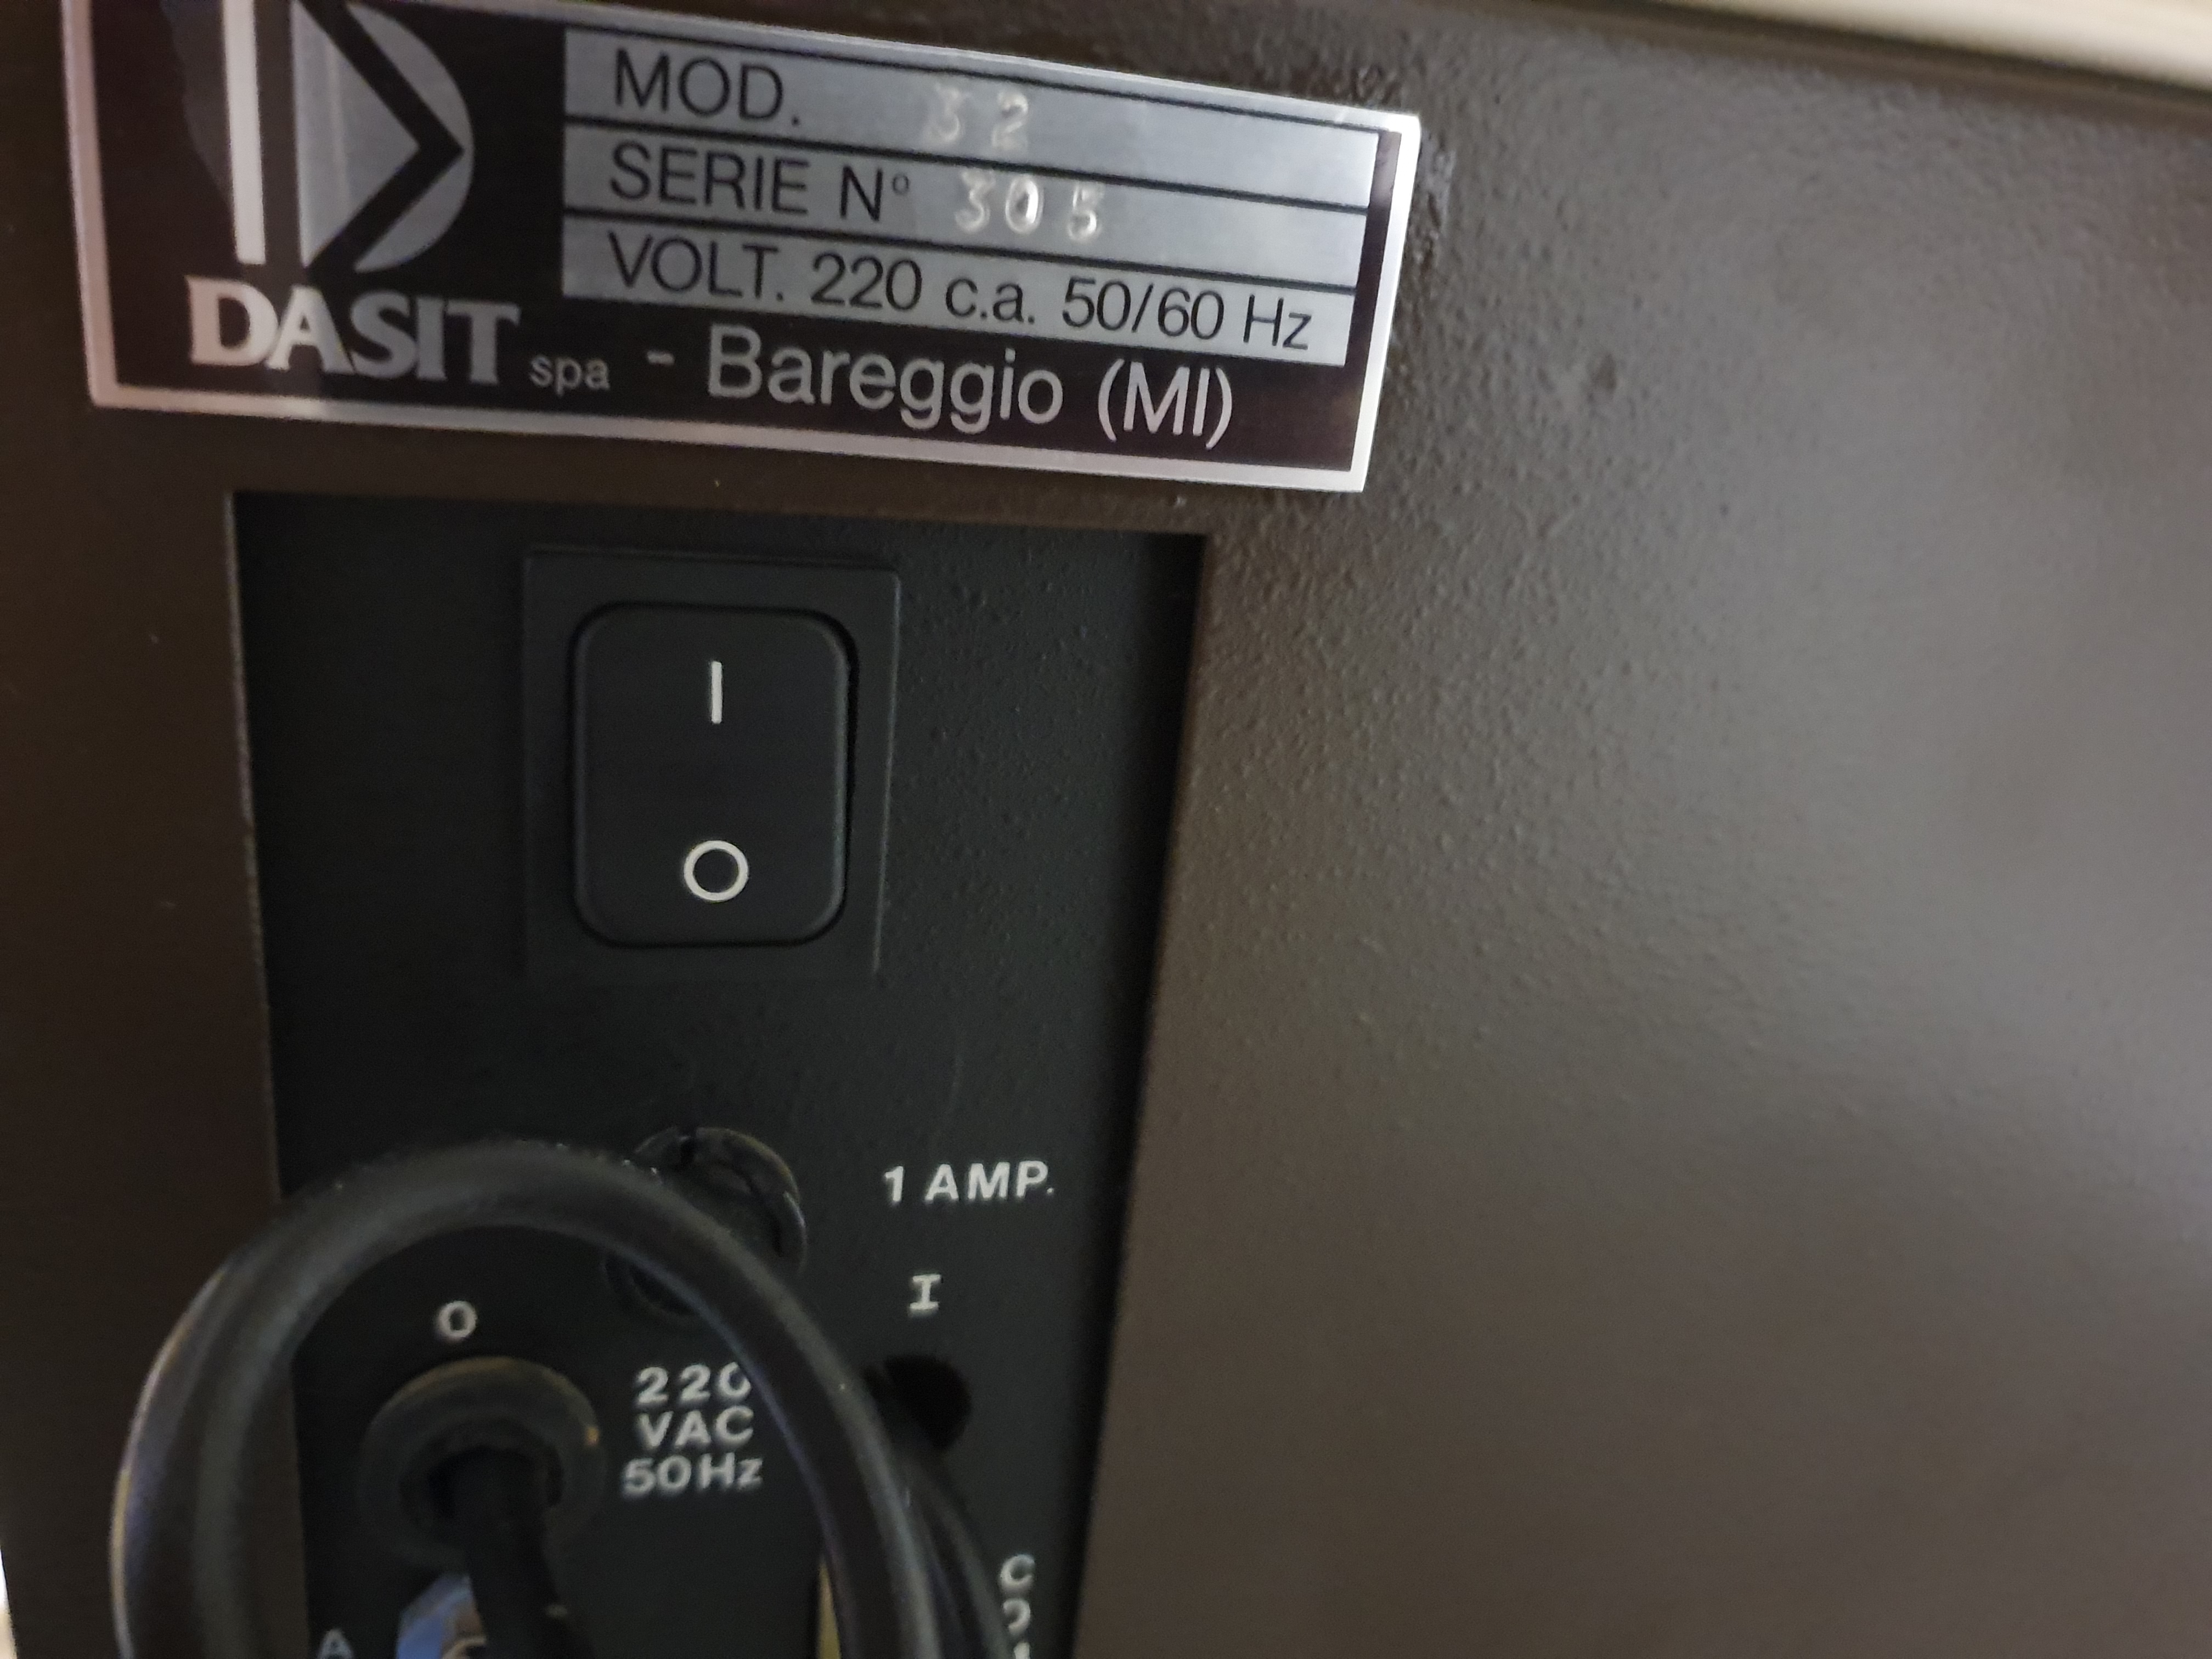 MOD. 32
SERIE N° 305
VOLT. 220 c.a. 50/60 Hz
DASIT spa - Bareggio (MI)
I
O
1 AMP.
I
O
220
VAC
50Hz
A
C